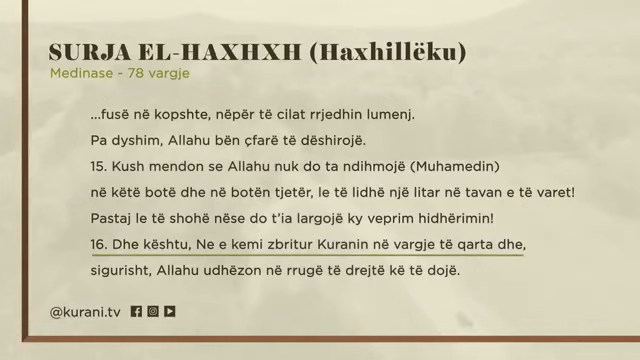 SURJA EL-HAXHXH (Haxhillëku)
Medinase - 78 vargje
...fusë në kopshte, nëpër të cilat rrjedhin lumenj.
Pa dyshim, Allahu bën çfarë të dëshirojë.
15. Kush mendon se Allahu nuk do ta ndihmojë (Muhamedin)
në këtë botë dhe në botën tjetër, le të lidhë një litar në tavan e të varet!
Pastaj le të shohë nëse do t'ia largojë ky veprim hidhërimin!
16. Dhe kështu, Ne e kemi zbritur Kuranin në vargje të qarta dhe,
sigurisht, Allahu udhëzon në rrugë të drejtë kë të dojë.
@kurani.tv